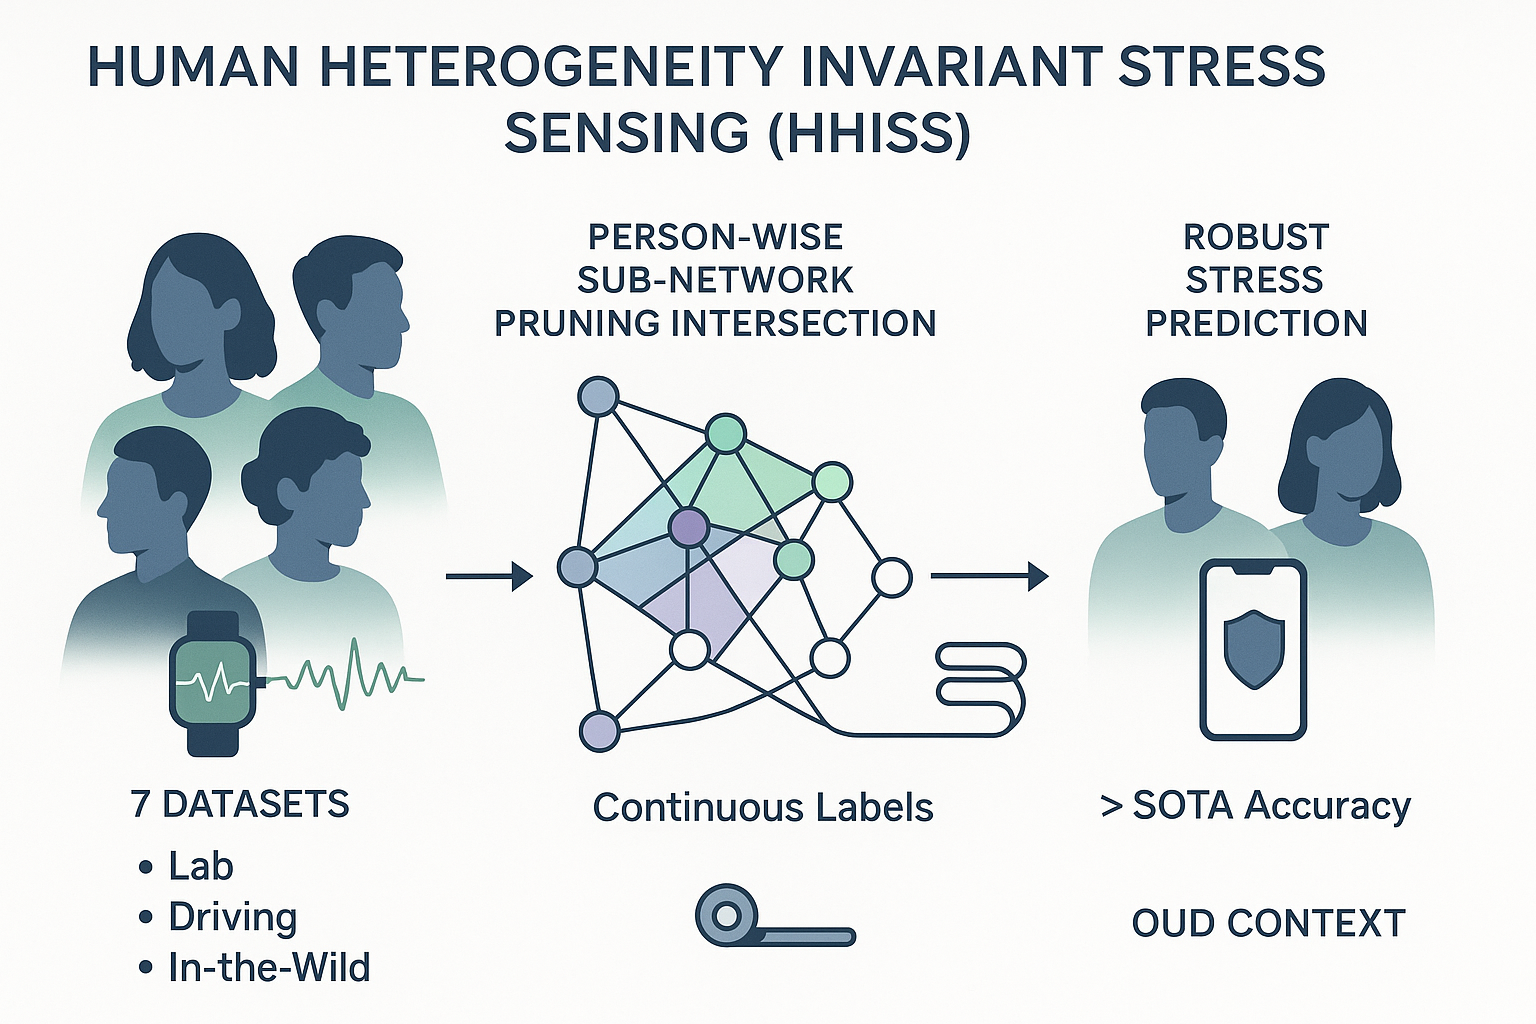 HUMAN HETEROGENEITY INVARIANT STRESS
SENSING (HHISS)
PERSON-WISE
SUB-NETWORK
PRUNING INTERSECTION
ROBUST
STRESS
PREDICTION
7 DATASETS
• Lab
• Driving
• In-the-Wild
Continuous Labels
> SOTA Accuracy
OUD CONTEXT